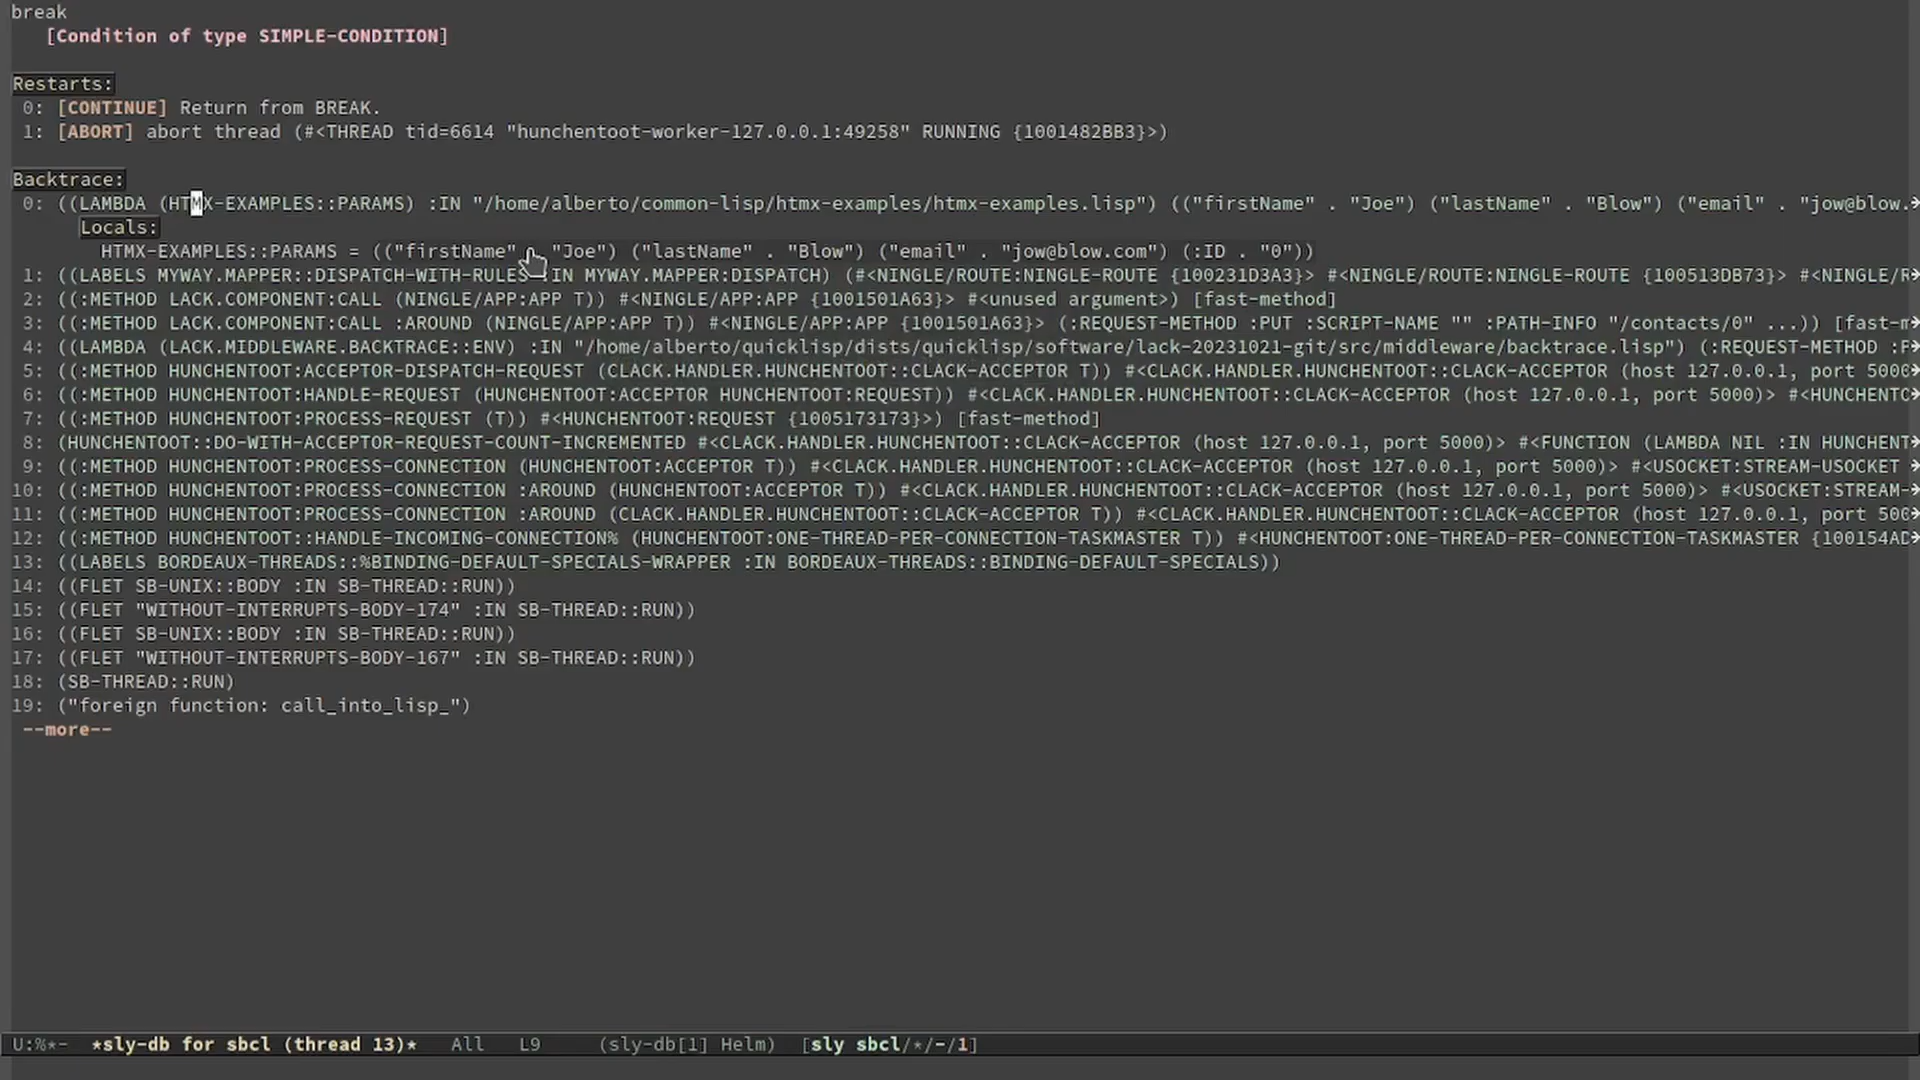 break
[Condition of type SIMPLE-CONDITION]
Restarts:
0: [CONTINUE] Return from BREAK.
1: [ABORT] abort thread (#<THREAD tid=6614 "hunchentoot-worker-127.0.0.1:49258" RUNNING {1001482BB3}>)
Backtrace:
0: ((LAMBDA (HTMX-EXAMPLES::PARAMS) :IN "/home/alberto/common-lisp/htmx-examples/htmx-examples.lisp") (("firstName" . "Joe") ("lastName" . "Blow") ("email" . "jow@blow.
Locals:
HTMX-EXAMPLES::PARAMS = (("firstName" . "Joe") ("lastName" . "Blow") ("email" . "jow@blow.com") (:ID . "0"))
1: ((LABELS MYWAY.MAPPER::DISPATCH-WITH-RULES :IN MYWAY.MAPPER:DISPATCH) (#<NINGLE/ROUTE:NINGLE-ROUTE {100231D3A3}> #<NINGLE/ROUTE:NINGLE-ROUTE {100513DB73}> #<NINGLE/R
2: ((:METHOD LACK.COMPONENT:CALL (NINGLE/APP:APP T)) #<NINGLE/APP:APP {1001501A63}> #<unused argument>) [fast-method]
3: ((:METHOD LACK.COMPONENT:CALL :AROUND (NINGLE/APP:APP T)) #<NINGLE/APP:APP {1001501A63}> (:REQUEST-METHOD :PUT :SCRIPT-NAME "" :PATH-INFO "/contacts/0" ...)) [fast-m
4: ((LAMBDA (LACK.MIDDLEWARE.BACKTRACE::ENV) :IN "/home/alberto/quicklisp/dists/quicklisp/software/lack-20231021-git/src/middleware/backtrace.lisp") (:REQUEST-METHOD :P
5: ((:METHOD HUNCHENTOOT:ACCEPTOR-DISPATCH-REQUEST (CLACK.HANDLER.HUNCHENTOOT::CLACK-ACCEPTOR T)) #<CLACK.HANDLER.HUNCHENTOOT::CLACK-ACCEPTOR (host 127.0.0.1, port 5000
6: ((:METHOD HUNCHENTOOT:HANDLE-REQUEST (HUNCHENTOOT:ACCEPTOR HUNCHENTOOT:REQUEST)) #<CLACK.HANDLER.HUNCHENTOOT::CLACK-ACCEPTOR (host 127.0.0.1, port 5000)> #<HUNCHENTO
7: ((:METHOD HUNCHENTOOT:PROCESS-REQUEST (T)) #<HUNCHENTOOT:REQUEST {1005173173}>) [fast-method]
8: (HUNCHENTOOT::DO-WITH-ACCEPTOR-REQUEST-COUNT-INCREMENTED #<CLACK.HANDLER.HUNCHENTOOT::CLACK-ACCEPTOR (host 127.0.0.1, port 5000)> #<FUNCTION (LAMBDA NIL :IN HUNCHENT
9: ((:METHOD HUNCHENTOOT:PROCESS-CONNECTION (HUNCHENTOOT:ACCEPTOR T)) #<CLACK.HANDLER.HUNCHENTOOT::CLACK-ACCEPTOR (host 127.0.0.1, port 5000)> #<USOCKET:STREAM-USOCKET
10: ((:METHOD HUNCHENTOOT:PROCESS-CONNECTION :AROUND (HUNCHENTOOT:ACCEPTOR T)) #<CLACK.HANDLER.HUNCHENTOOT::CLACK-ACCEPTOR (host 127.0.0.1, port 5000)> #<USOCKET:STREAM-
11: ((:METHOD HUNCHENTOOT:PROCESS-CONNECTION :AROUND (CLACK.HANDLER.HUNCHENTOOT::CLACK-ACCEPTOR T)) #<CLACK.HANDLER.HUNCHENTOOT::CLACK-ACCEPTOR (host 127.0.0.1, port 500
12: ((:METHOD HUNCHENTOOT::HANDLE-INCOMING-CONNECTION% (HUNCHENTOOT:ONE-THREAD-PER-CONNECTION-TASKMASTER T)) #<HUNCHENTOOT:ONE-THREAD-PER-CONNECTION-TASKMASTER {100154AD
13: ((LABELS BORDEAUX-THREADS::%BINDING-DEFAULT-SPECIALS-WRAPPER :IN BORDEAUX-THREADS::BINDING-DEFAULT-SPECIALS))
14: ((FLET SB-UNIX::BODY :IN SB-THREAD::RUN))
15: ((FLET "WITHOUT-INTERRUPTS-BODY-174" :IN SB-THREAD::RUN))
16: ((FLET SB-UNIX::BODY :IN SB-THREAD::RUN))
17: ((FLET "WITHOUT-INTERRUPTS-BODY-167" :IN SB-THREAD::RUN))
18: (SB-THREAD::RUN)
19: ("foreign function: call_into_lisp_")
--more--
U:%*- *sly-db for sbcl (thread 13)* All L9 (sly-db[1] Helm) [sly sbcl/*/-/1]